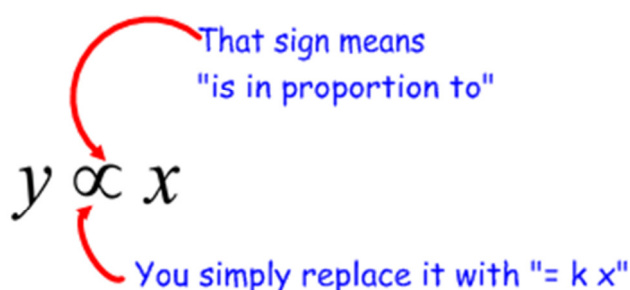 That sign means
"is in proportion to"
y ∝ x
You simply replace it with "= k x"